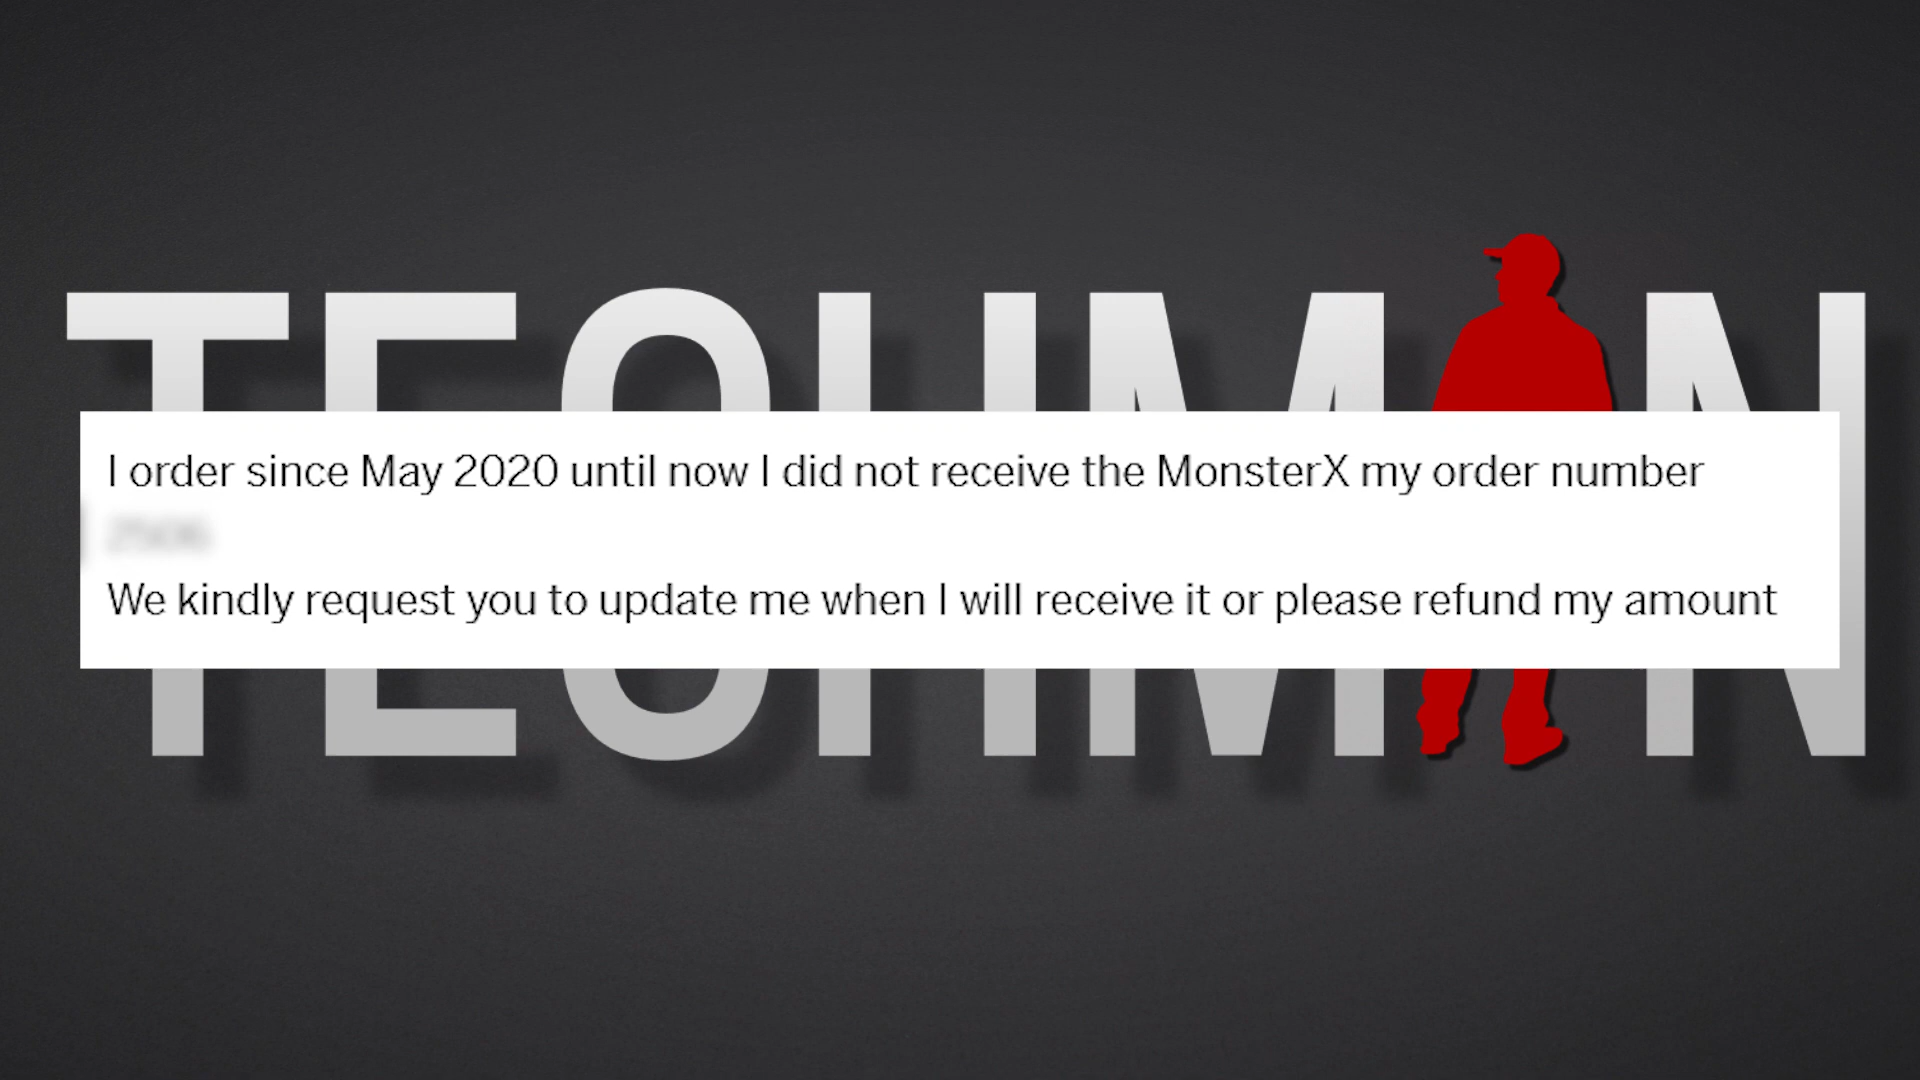 TECHMAN
I order since May 2020 until now I did not receive the MonsterX my order number
We kindly request you to update me when I will receive it or please refund my amount